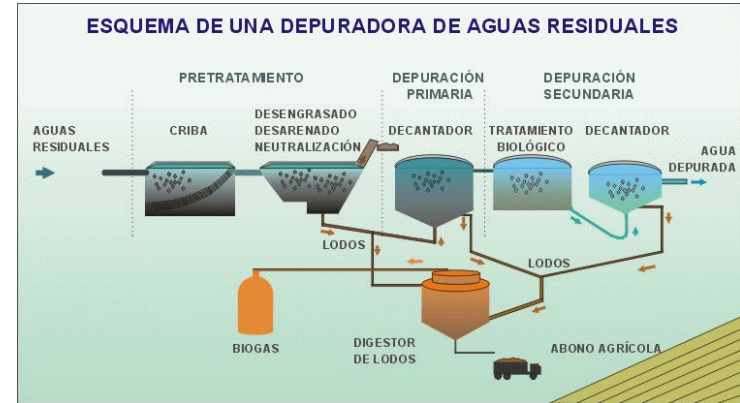 ESQUEMA DE UNA DEPURADORA DE AGUAS RESIDUALES
PRETRATAMIENTO
DEPURACIÓN
PRIMARIA
DEPURACIÓN
SECUNDARIA
AGUAS
RESIDUALES
CRIBA
DESENGRASADO
DESARENADO
NEUTRALIZACIÓN
DECANTADOR
TRATAMIENTO
BIOLÓGICO
DECANTADOR
AGUA
DEPURADA
LODOS
LODOS
BIOGAS
DIGESTOR
DE LODOS
ABONO AGRÍCOLA